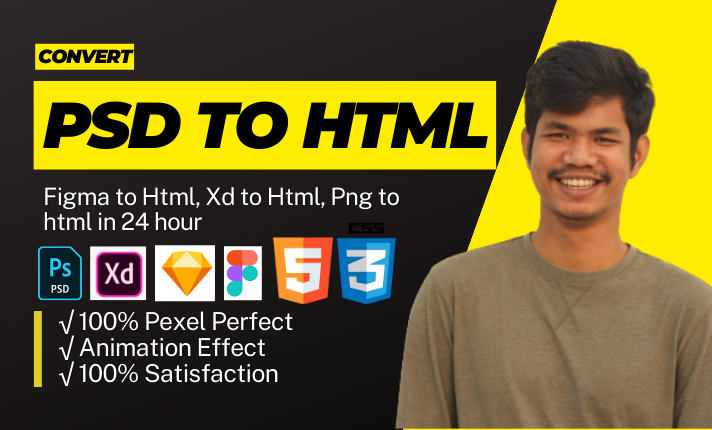 CONVERT
PSD TO HTML
Figma to Html, Xd to Html, Png to
html in 24 hour
CSS
Ps
PSD
Xd
5
3
√ 100% Pexel Perfect
√ Animation Effect
√ 100% Satisfaction